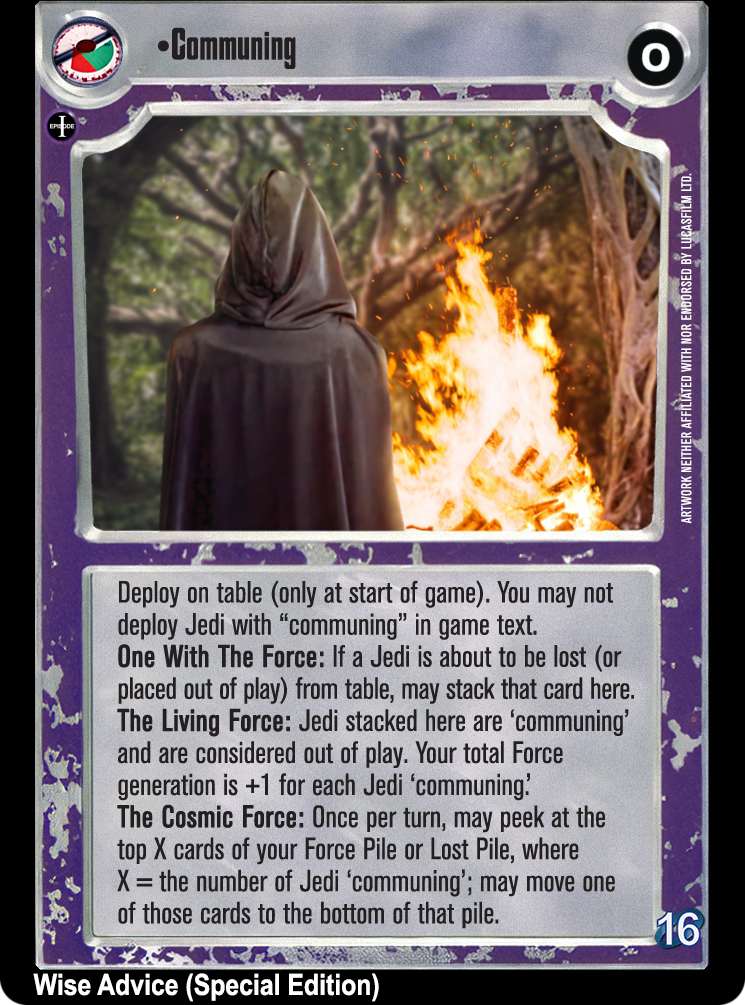 •Communing
0
EPISODE
I
ARTWORK NEITHER AFFILIATED WITH NOR ENDORSED BY LUCASFILM LTD.
Deploy on table (only at start of game). You may not
deploy Jedi with “communing” in game text.
One With The Force: If a Jedi is about to be lost (or
placed out of play) from table, may stack that card here.
The Living Force: Jedi stacked here are ‘communing’
and are considered out of play. Your total Force
generation is +1 for each Jedi ‘communing.’
The Cosmic Force: Once per turn, may peek at the
top X cards of your Force Pile or Lost Pile, where
X = the number of Jedi ‘communing’; may move one
of those cards to the bottom of that pile.
16
Wise Advice (Special Edition)